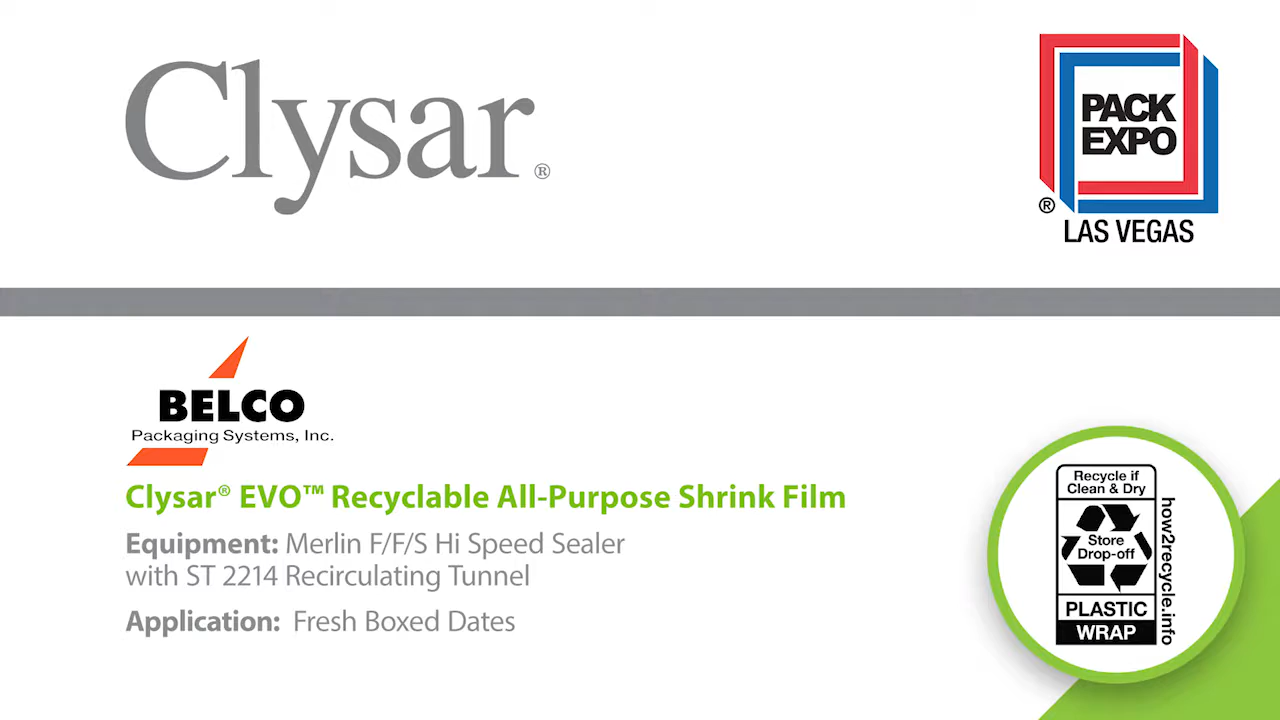 Clysar®
PACK
EXPO
®
LAS VEGAS
BELCO
Packaging Systems, Inc.
Clysar® EVO™ Recyclable All-Purpose Shrink Film
Equipment: Merlin F/F/S Hi Speed Sealer
with ST 2214 Recirculating Tunnel
Application: Fresh Boxed Dates
Recycle if
Clean & Dry
Store
Drop-off
PLASTIC
WRAP
how2recycle.info